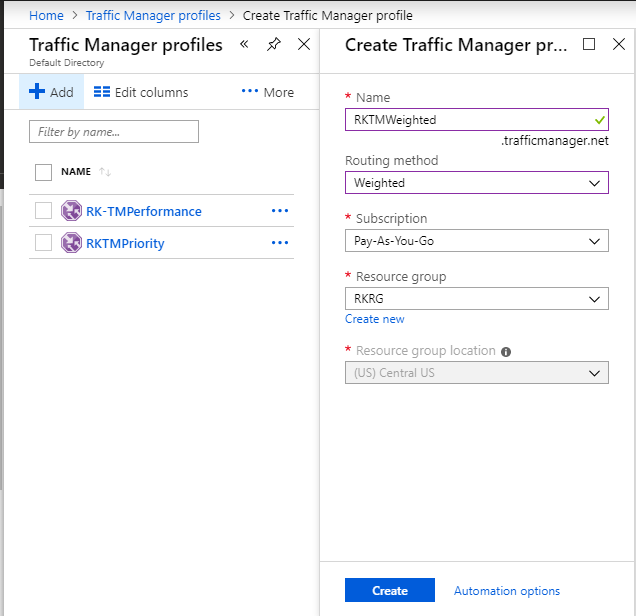 Home > Traffic Manager profiles > Create Traffic Manager profile
Traffic Manager profiles
Default Directory
Add
Edit columns
More
Filter by name...
NAME
RK-TMPerformance
RKTMPriority
Create Traffic Manager pr...
* Name
RKTMWeighted
.trafficmanager.net
Routing method
Weighted
* Subscription
Pay-As-You-Go
* Resource group
RKRG
Create new
* Resource group location
(US) Central US
Create
Automation options